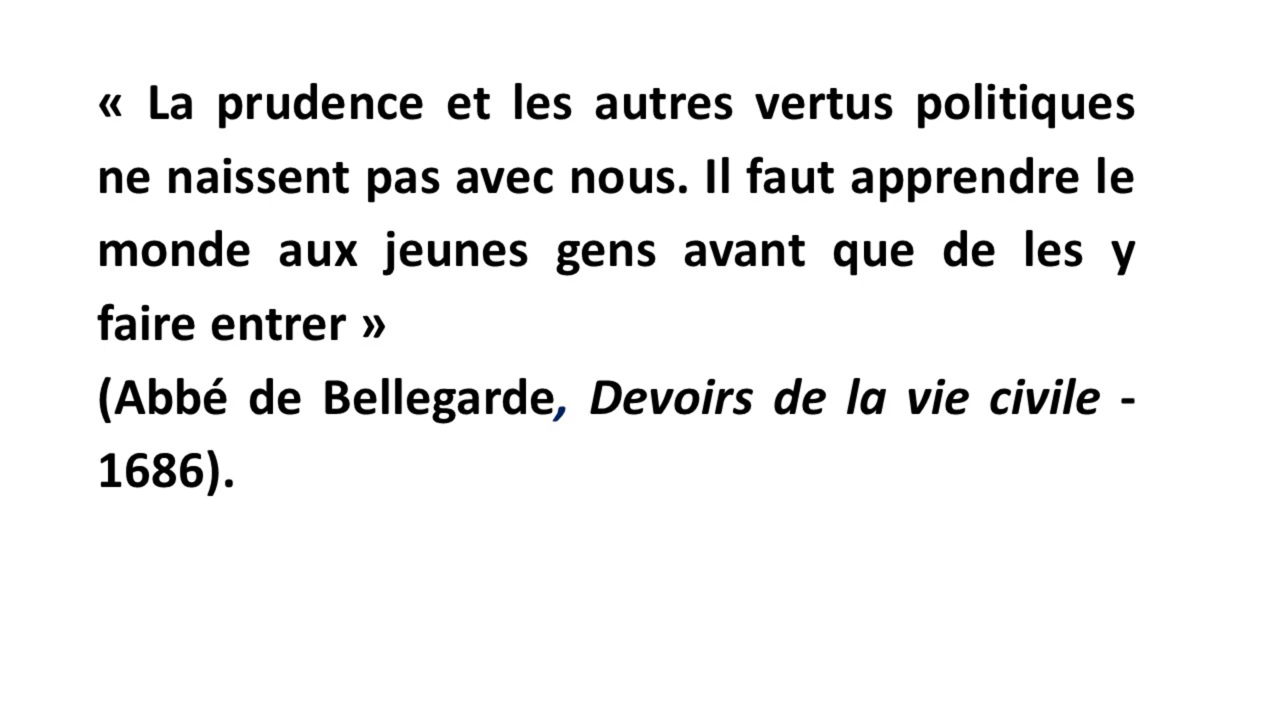 « La prudence et les autres vertus politiques
ne naissent pas avec nous. Il faut apprendre le
monde aux jeunes gens avant que de les y
faire entrer »
(Abbé de Bellegarde, Devoirs de la vie civile -
1686).